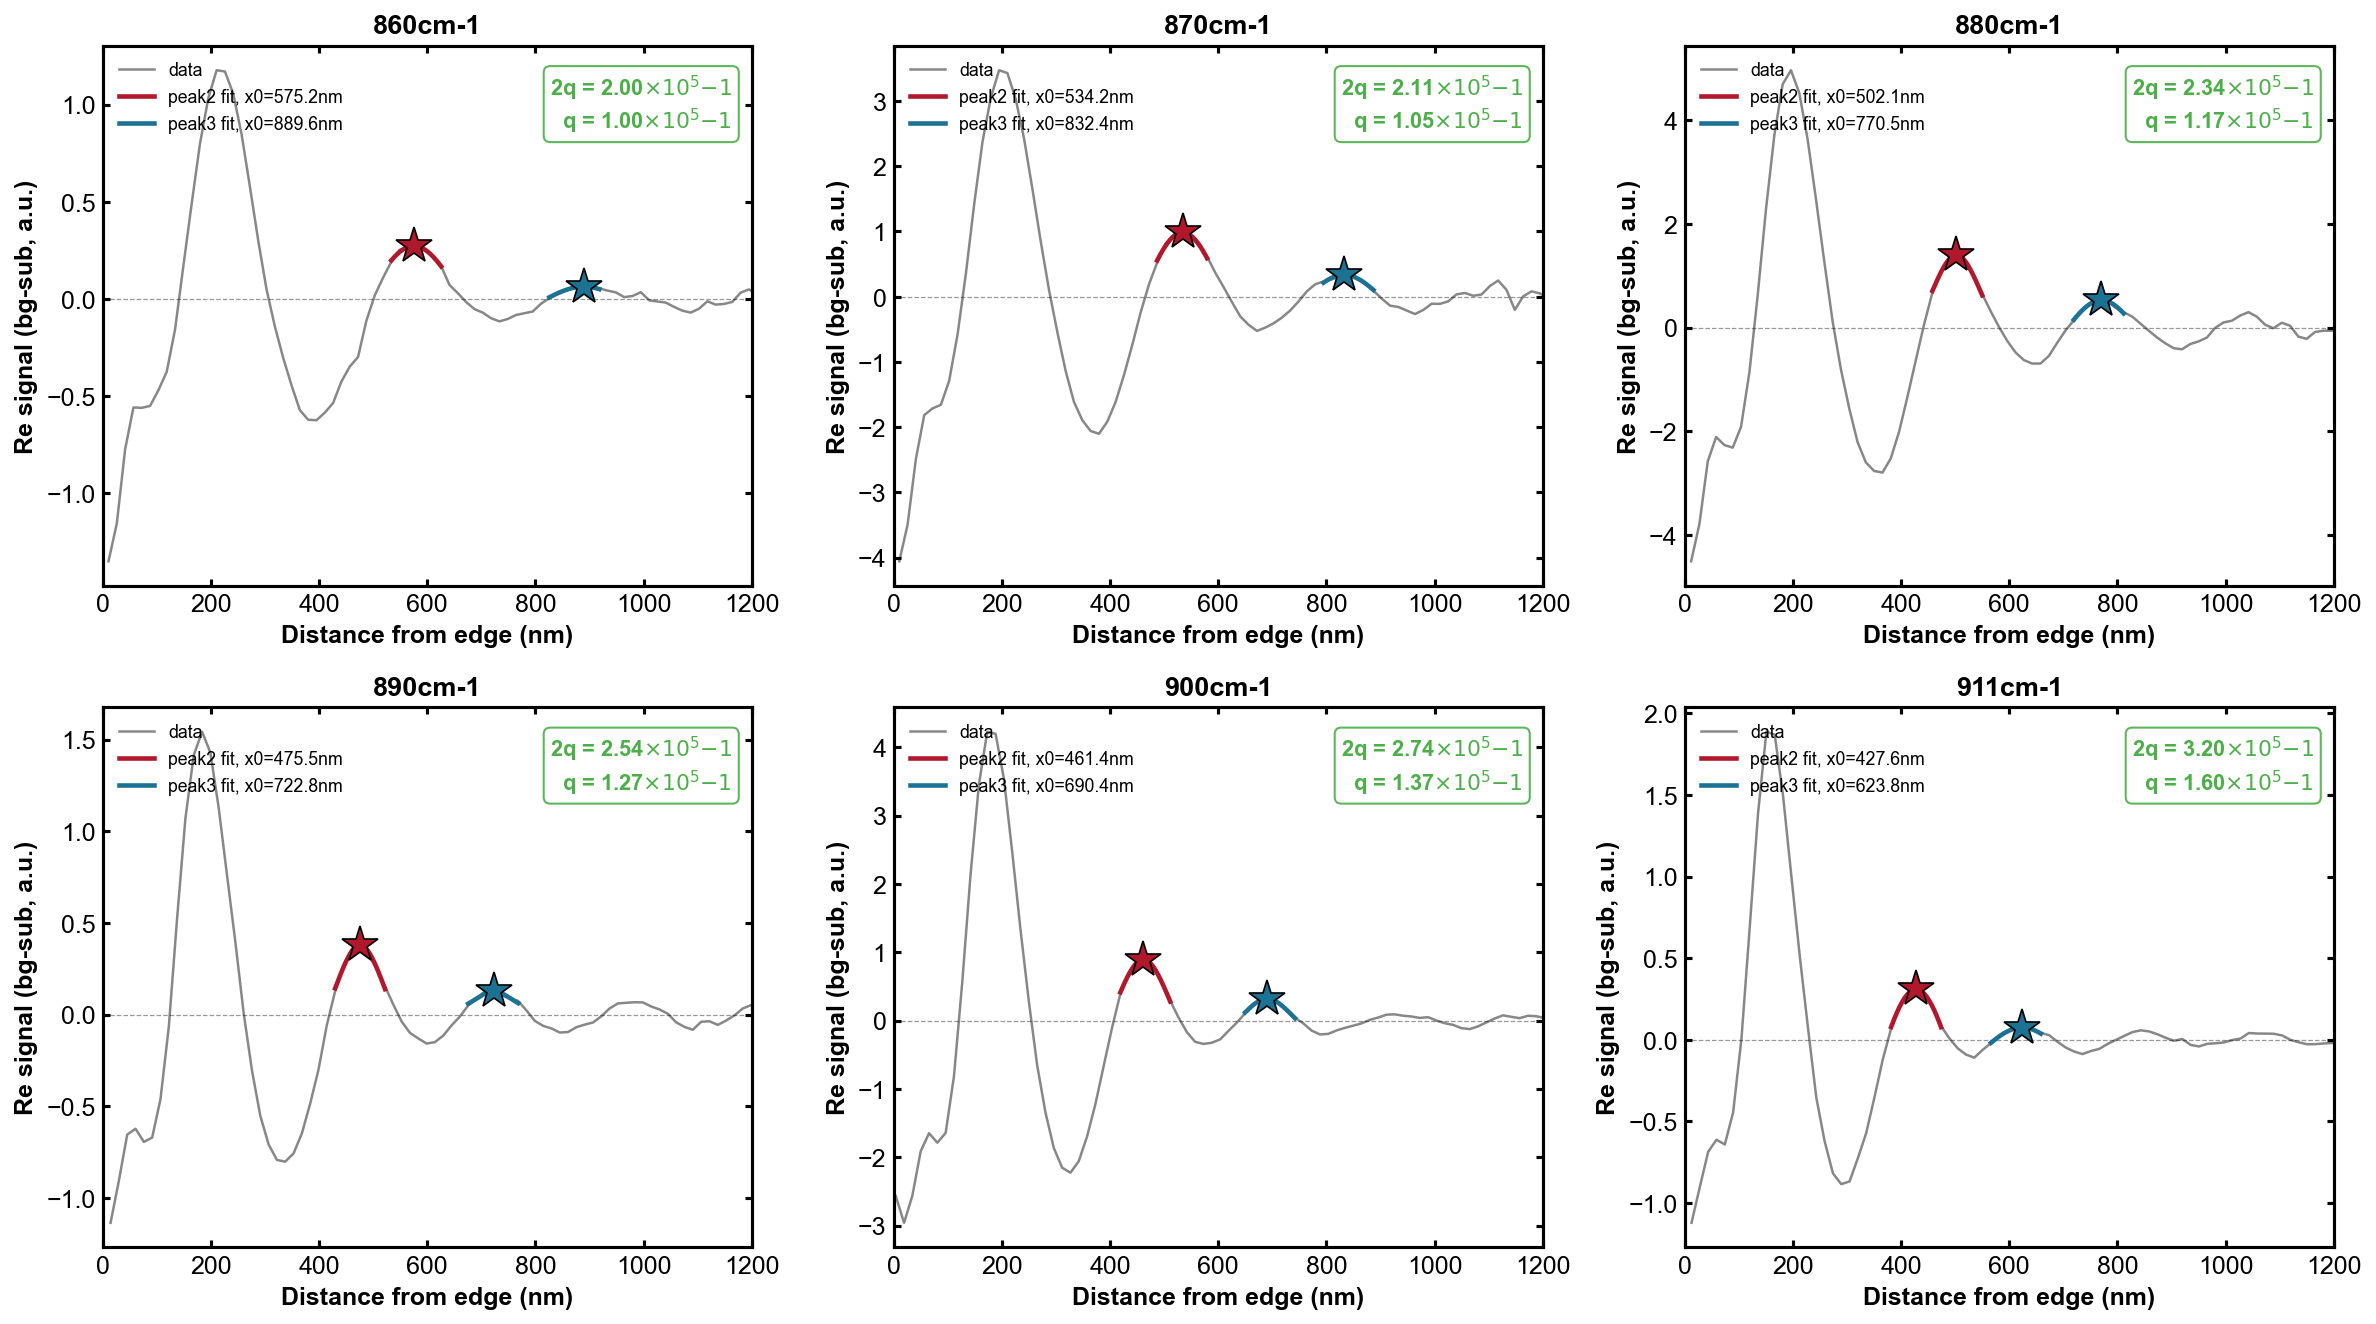 860cm-1
data
peak2 fit, x0=575.2nm
peak3 fit, x0=889.6nm
2q = 2.00×10⁵−1
q = 1.00×10⁵−1
Re signal (bg-sub, a.u.)
1.0
0.5
0.0
−0.5
−1.0
0 200 400 600 800 1000 1200
Distance from edge (nm)
870cm-1
data
peak2 fit, x0=534.2nm
peak3 fit, x0=832.4nm
2q = 2.11×10⁵−1
q = 1.05×10⁵−1
Re signal (bg-sub, a.u.)
3
2
1
0
−1
−2
−3
−4
0 200 400 600 800 1000 1200
Distance from edge (nm)
880cm-1
data
peak2 fit, x0=502.1nm
peak3 fit, x0=770.5nm
2q = 2.34×10⁵−1
q = 1.17×10⁵−1
Re signal (bg-sub, a.u.)
4
2
0
−2
−4
0 200 400 600 800 1000 1200
Distance from edge (nm)
890cm-1
data
peak2 fit, x0=475.5nm
peak3 fit, x0=722.8nm
2q = 2.54×10⁵−1
q = 1.27×10⁵−1
Re signal (bg-sub, a.u.)
1.5
1.0
0.5
0.0
−0.5
−1.0
0 200 400 600 800 1000 1200
Distance from edge (nm)
900cm-1
data
peak2 fit, x0=461.4nm
peak3 fit, x0=690.4nm
2q = 2.74×10⁵−1
q = 1.37×10⁵−1
Re signal (bg-sub, a.u.)
4
3
2
1
0
−1
−2
−3
0 200 400 600 800 1000 1200
Distance from edge (nm)
911cm-1
data
peak2 fit, x0=427.6nm
peak3 fit, x0=623.8nm
2q = 3.20×10⁵−1
q = 1.60×10⁵−1
Re signal (bg-sub, a.u.)
2.0
1.5
1.0
0.5
0.0
−0.5
−1.0
0 200 400 600 800 1000 1200
Distance from edge (nm)